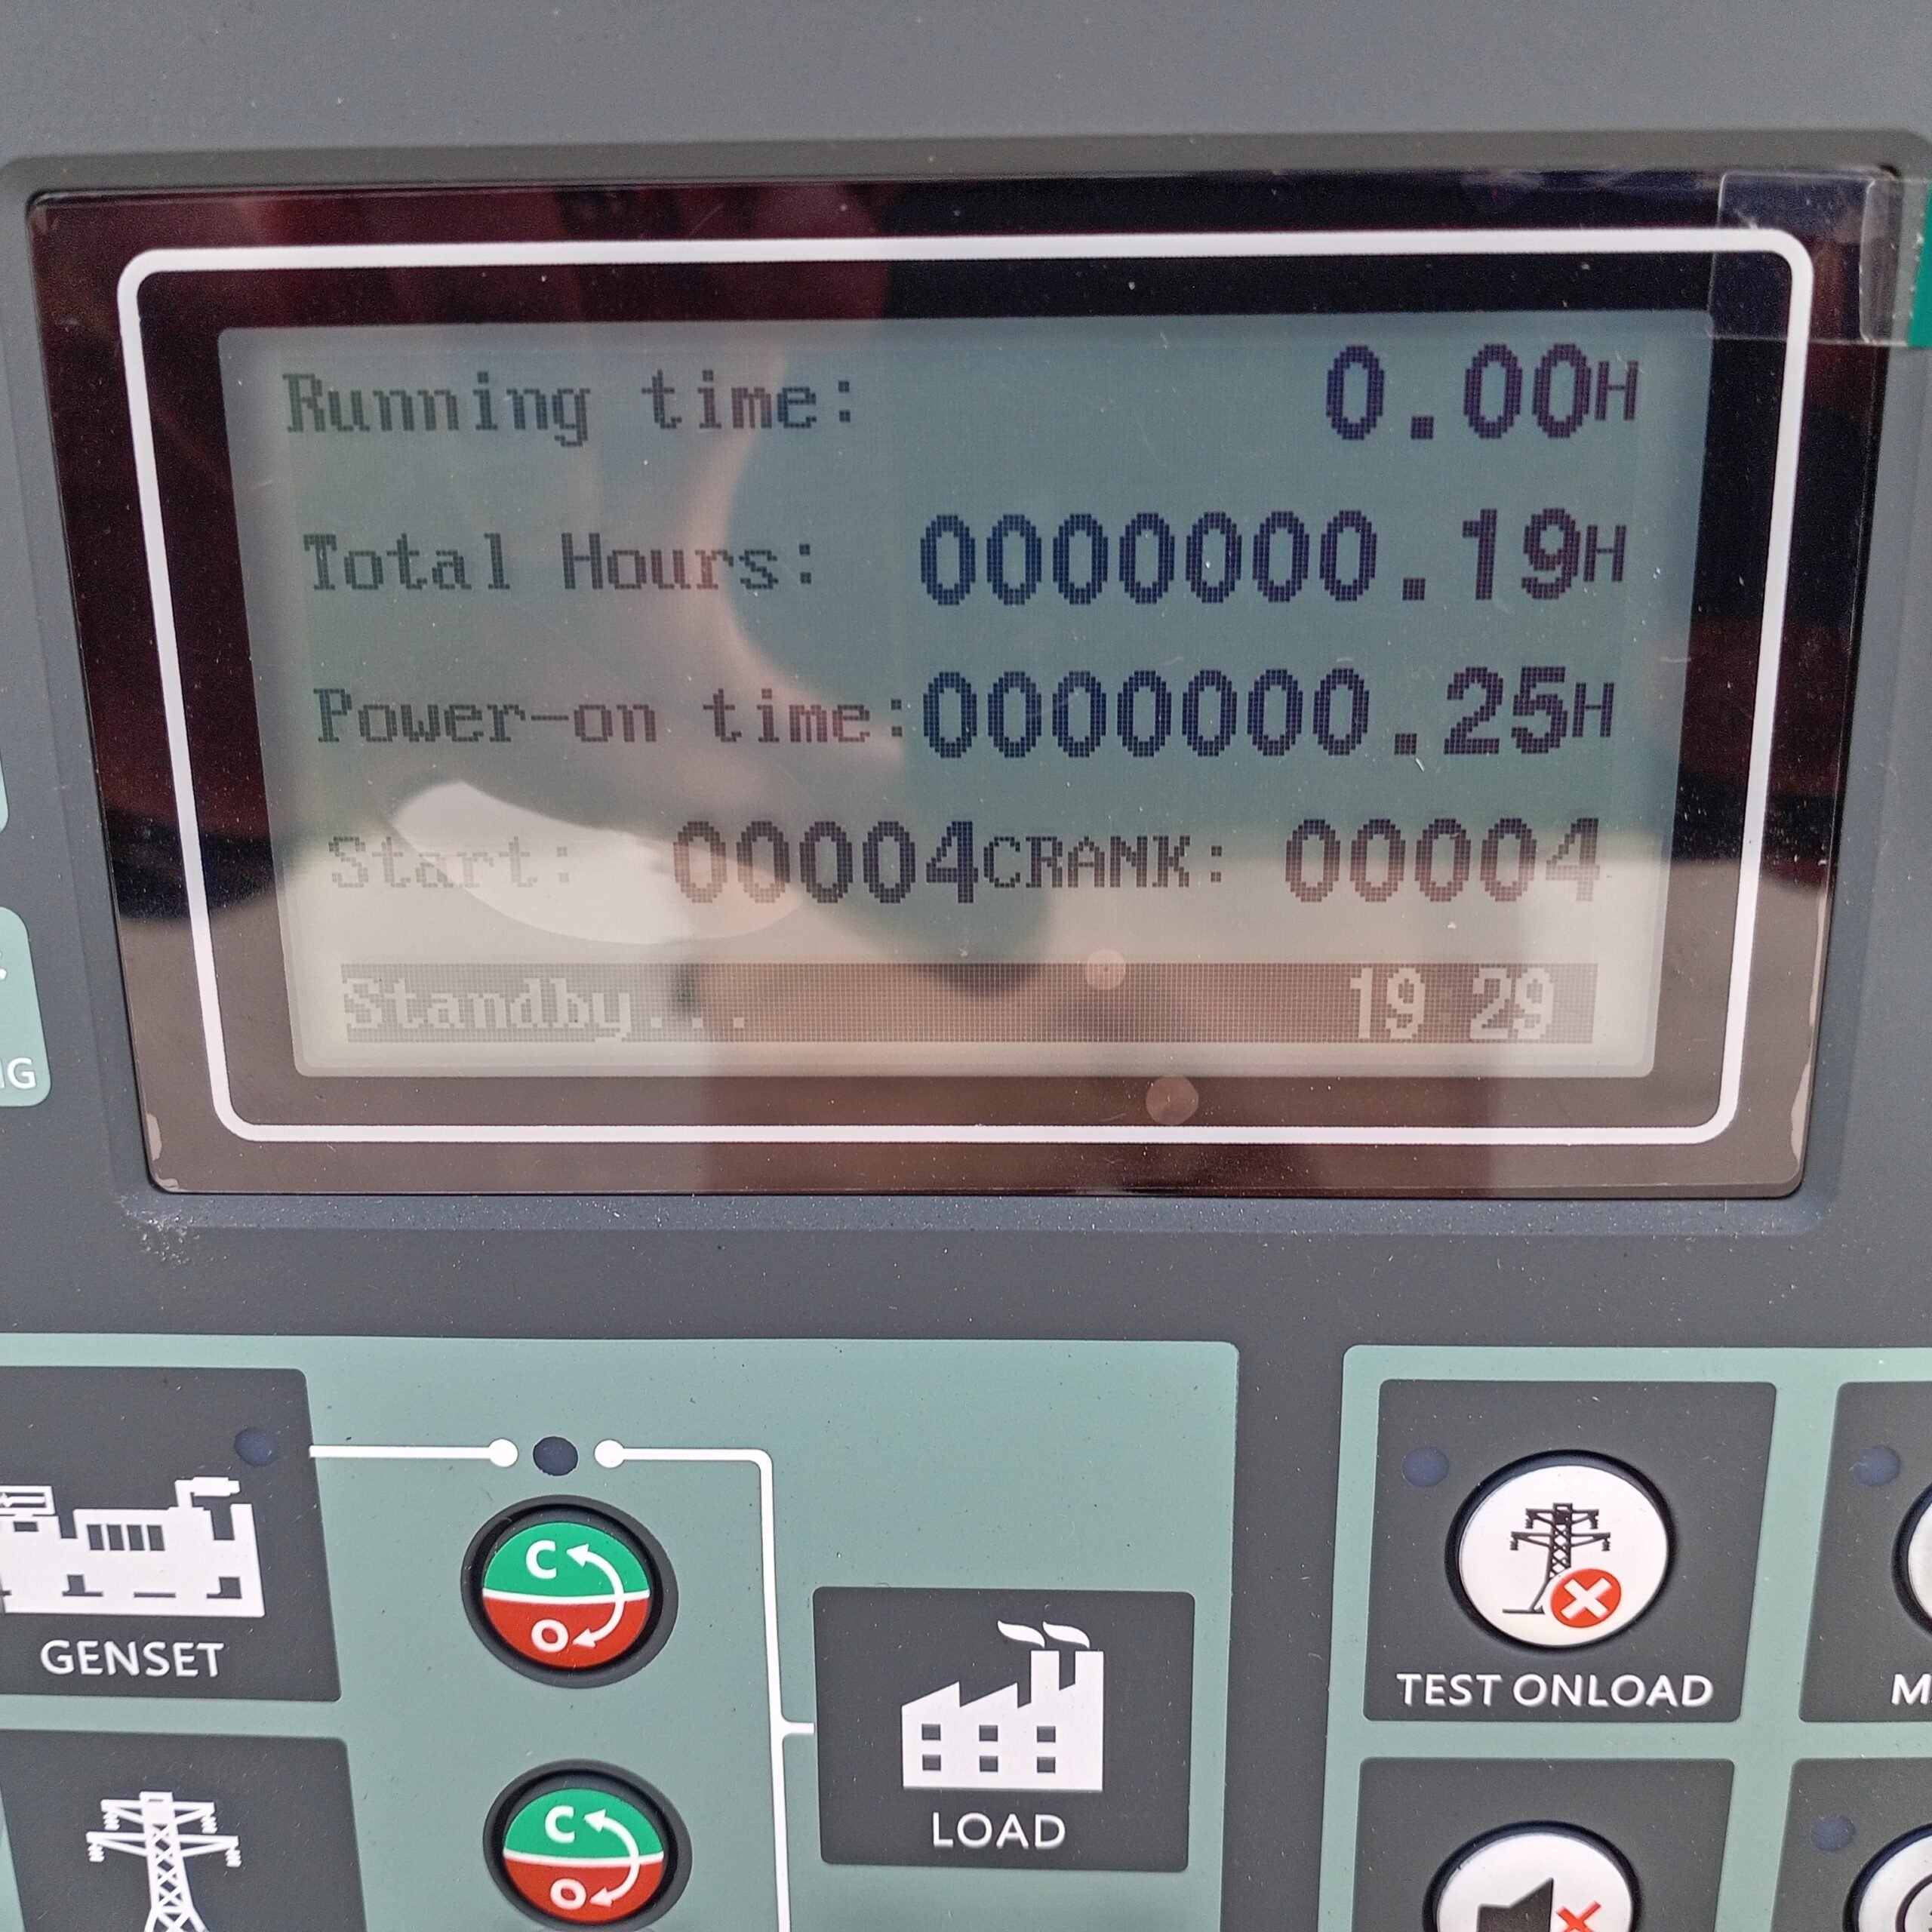 Running time: 0.00H
Total Hours: 0000000.19H
Power-on time:0000000.25H
Start: 00004CRANK: 00004
Standby... 19:29
GENSET
C
O
LOAD
C
O
TEST ONLOAD